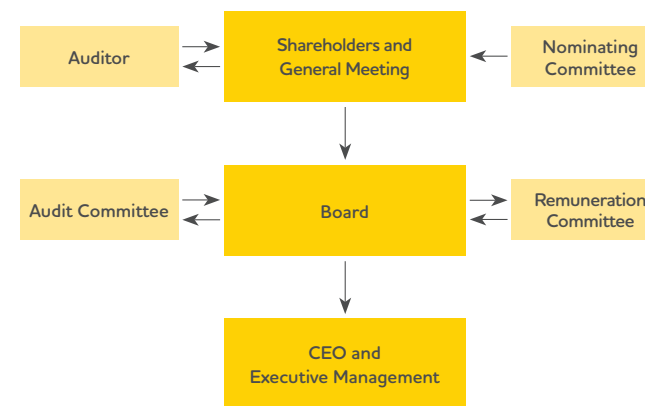 Auditor
Shareholders and
General Meeting
Nominating
Committee
Audit Committee
Board
Remuneration
Committee
CEO and
Executive Management